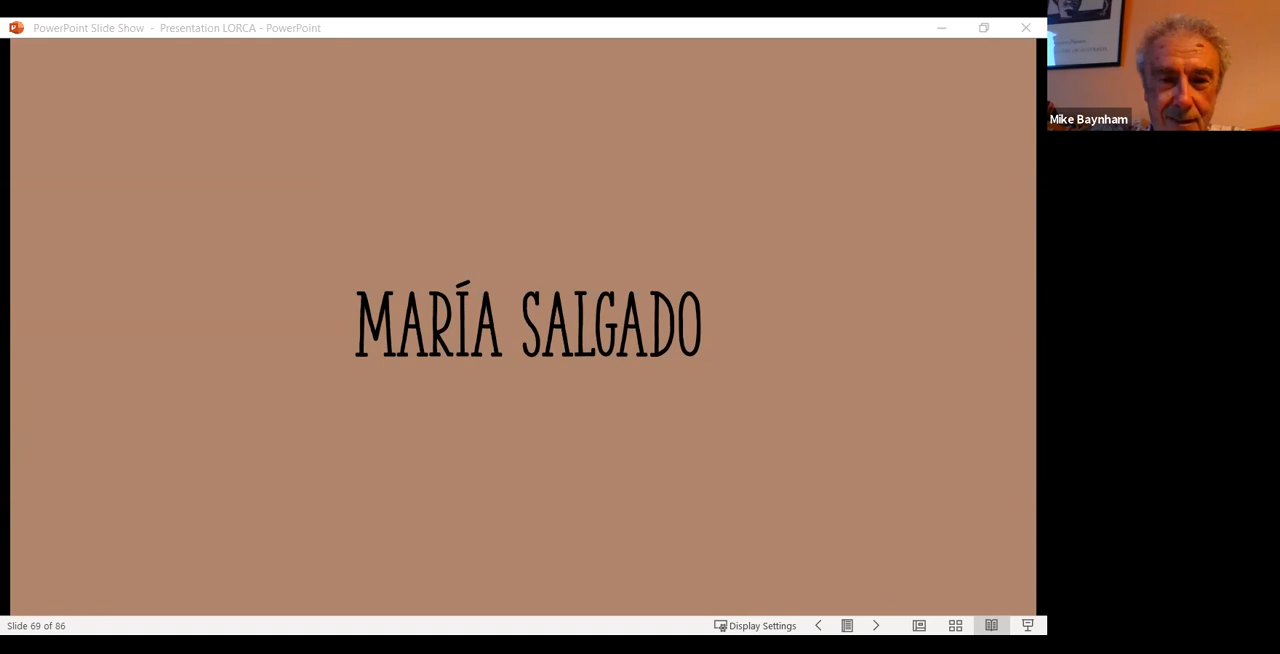 PowerPoint Slide Show - Presentation LORCA - PowerPoint
Mike Baynham
MARÍA SALGADO
Slide 69 of 86
Display Settings